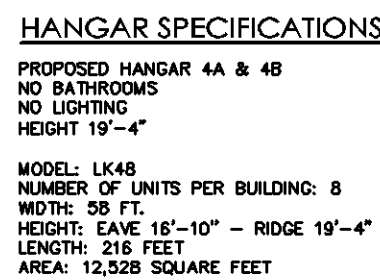 HANGAR SPECIFICATIONS
PROPOSED HANGAR 4A & 4B
NO BATHROOMS
NO LIGHTING
HEIGHT 19'-4"
MODEL: LK48
NUMBER OF UNITS PER BUILDING: 8
WIDTH: 58 FT.
HEIGHT: EAVE 16'-10" - RIDGE 19'-4"
LENGTH: 216 FEET
AREA: 12,528 SQUARE FEET